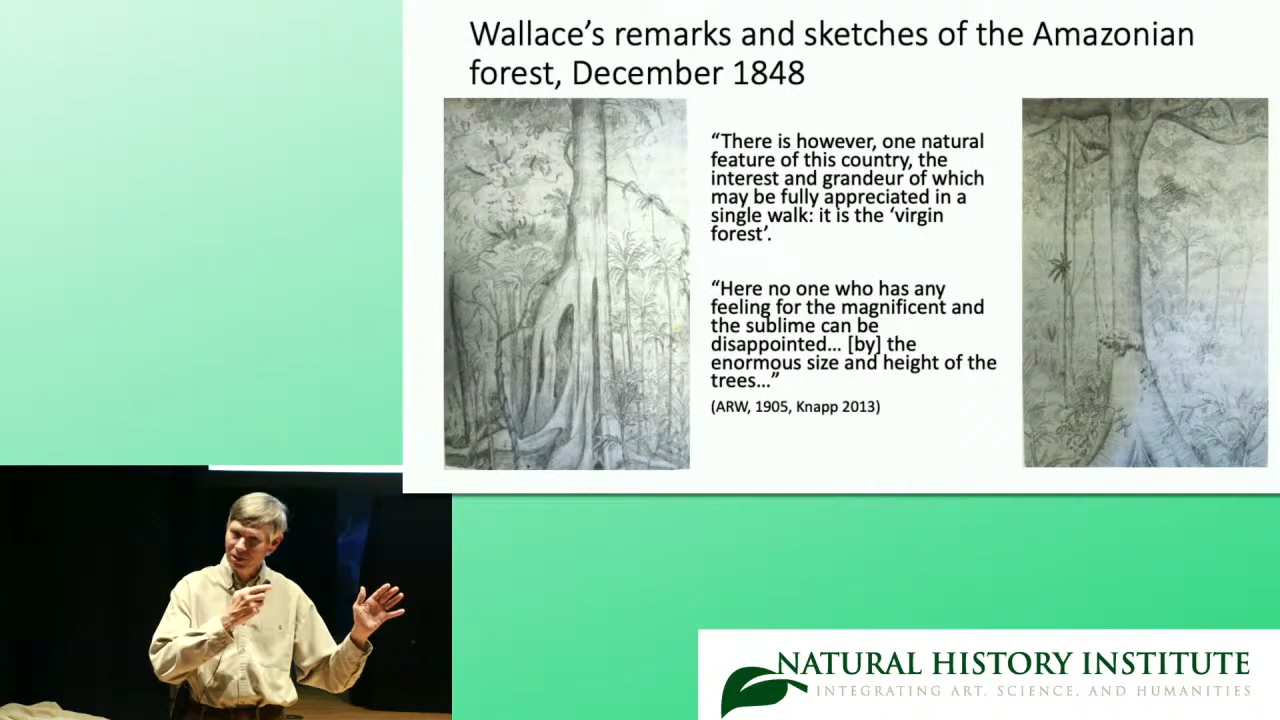 Wallace’s remarks and sketches of the Amazonian
forest, December 1848
“There is however, one natural
feature of this country, the
interest and grandeur of which
may be fully appreciated in a
single walk: it is the ‘virgin
forest’.
“Here no one who has any
feeling for the magnificent and
the sublime can be
disappointed… [by] the
enormous size and height of the
trees…”
(ARW, 1905, Knapp 2013)
NATURAL HISTORY INSTITUTE
INTEGRATING ART, SCIENCE, AND HUMANITIES